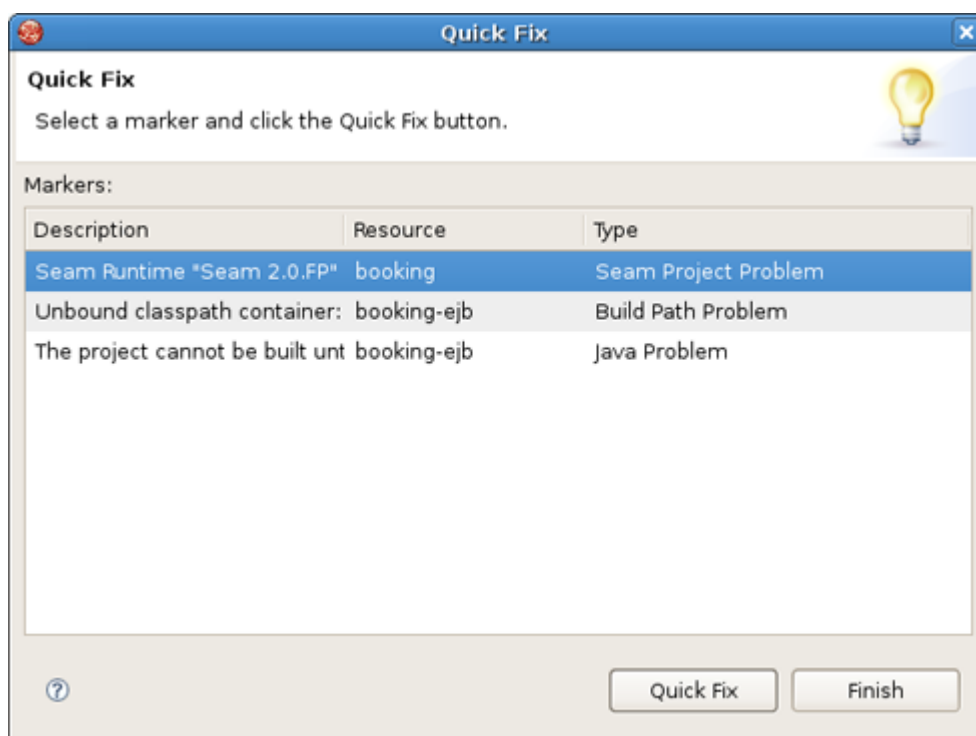 Quick Fix
Quick Fix
Select a marker and click the Quick Fix button.
Markers:
Description Resource Type
Seam Runtime "Seam 2.0.FP" booking Seam Project Problem
Unbound classpath container: booking-ejb Build Path Problem
The project cannot be built unt booking-ejb Java Problem
? Quick Fix Finish